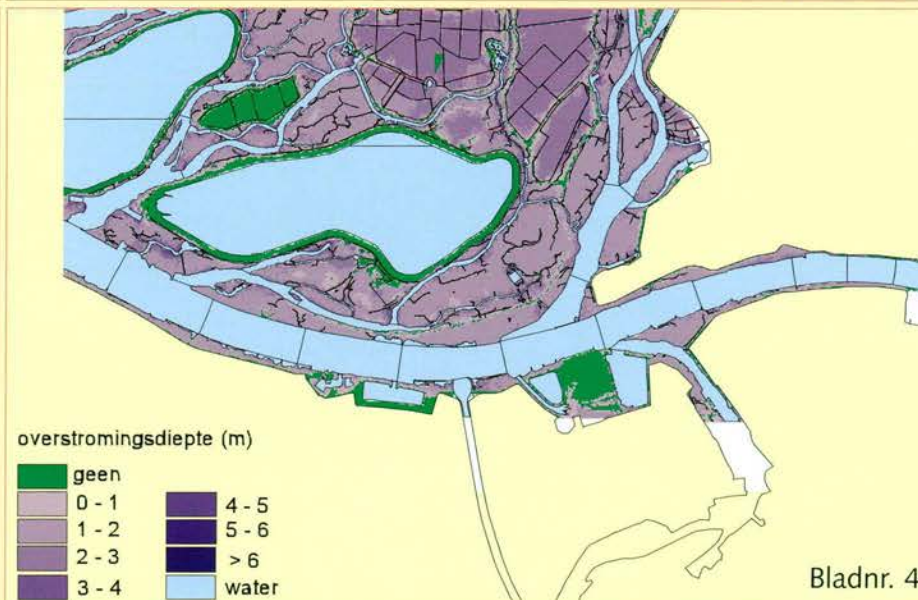 overstromingsdiepte (m)
geen
0 - 1
1 - 2
2 - 3
3 - 4
4 - 5
5 - 6
> 6
water
Bladnr. 4